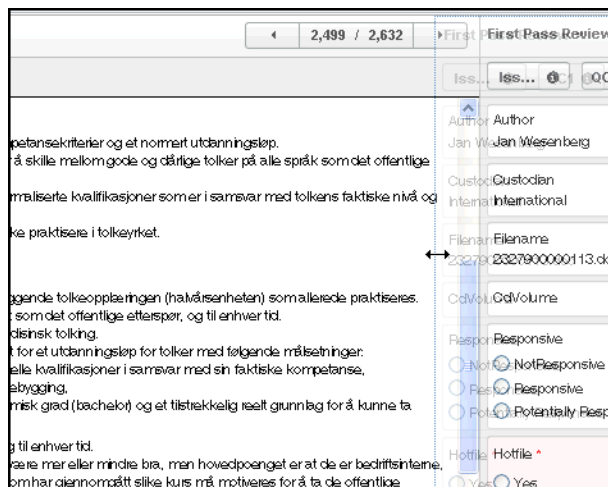 2,499 / 2,632
First Pass Review
Iss...
QC
Author
Jan Wesenberg
Custodian
International
Filename
2327900000113.do
CdVolume
Responsive
NotResponsive
Responsive
Potentially Resp
Hotfile *
Yes
petansekriterier og et normert utdanningsløp.
å skille mellom gode og dårlige tolker på alle språk som det offentlige
rmaliserte kvalifikasjoner som er i samsvar med tolkens faktiske nivå og
ke praktisere i tolkeyrket.
ggende tolkeopplæringen (halvårsenheten) som allerede praktiseres.
som det offentlige etterspør, og til enhver tid.
disinsk tolking.
t for et utdanningsløp for tolker med følgende målsetninger:
elle kvalifikasjoner i samsvar med sin faktiske kompetanse,
ebygging,
misk grad (bachelor) og et tilstrekkelig reelt grunnlag for å kunne ta
g til enhver tid.
være mer eller mindre bra, men hovedpoenget er at de er bedriftsinterne,
om har gjennomgått slike kurs må motiveres for å ta de offentlige